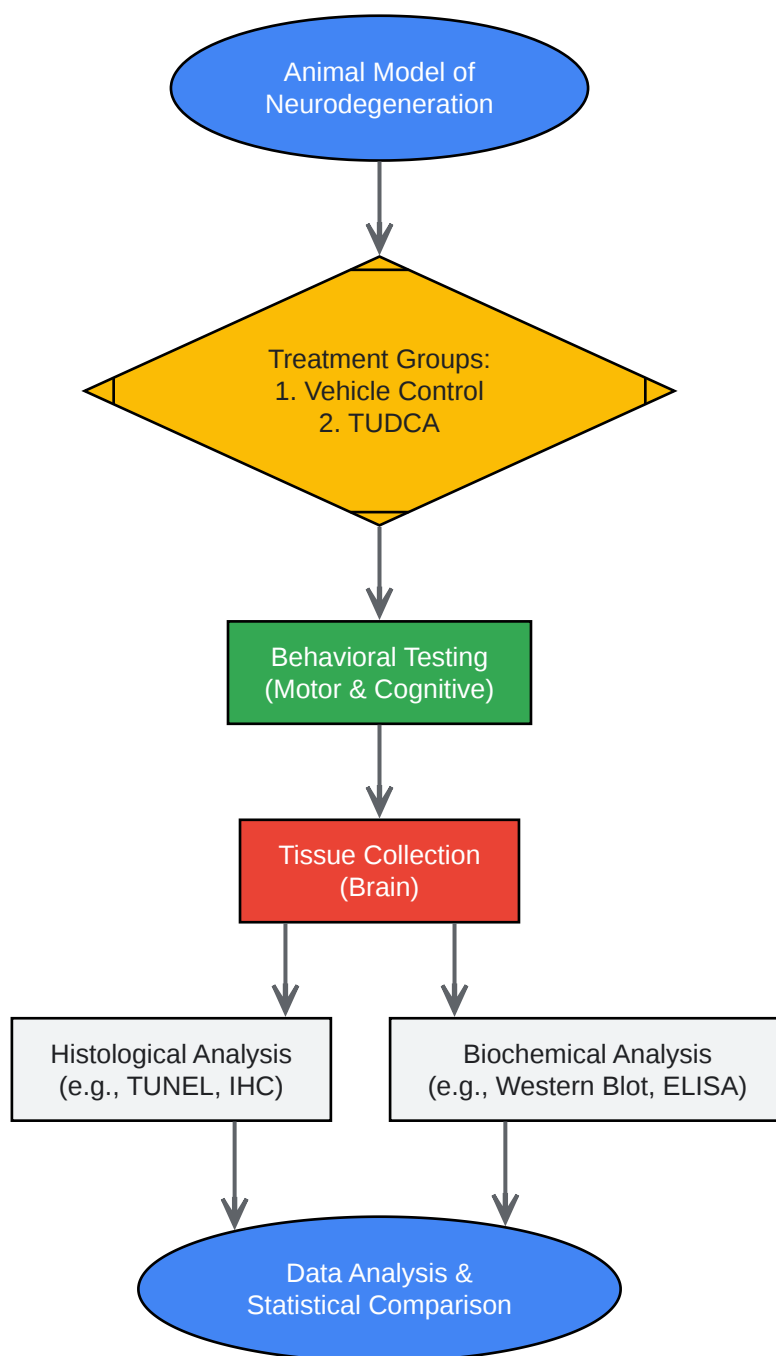 Animal Model of
Neurodegeneration
Treatment Groups:
1. Vehicle Control
2. TUDCA
Behavioral Testing
(Motor & Cognitive)
Tissue Collection
(Brain)
Histological Analysis
(e.g., TUNEL, IHC)
Biochemical Analysis
(e.g., Western Blot, ELISA)
Data Analysis &
Statistical Comparison